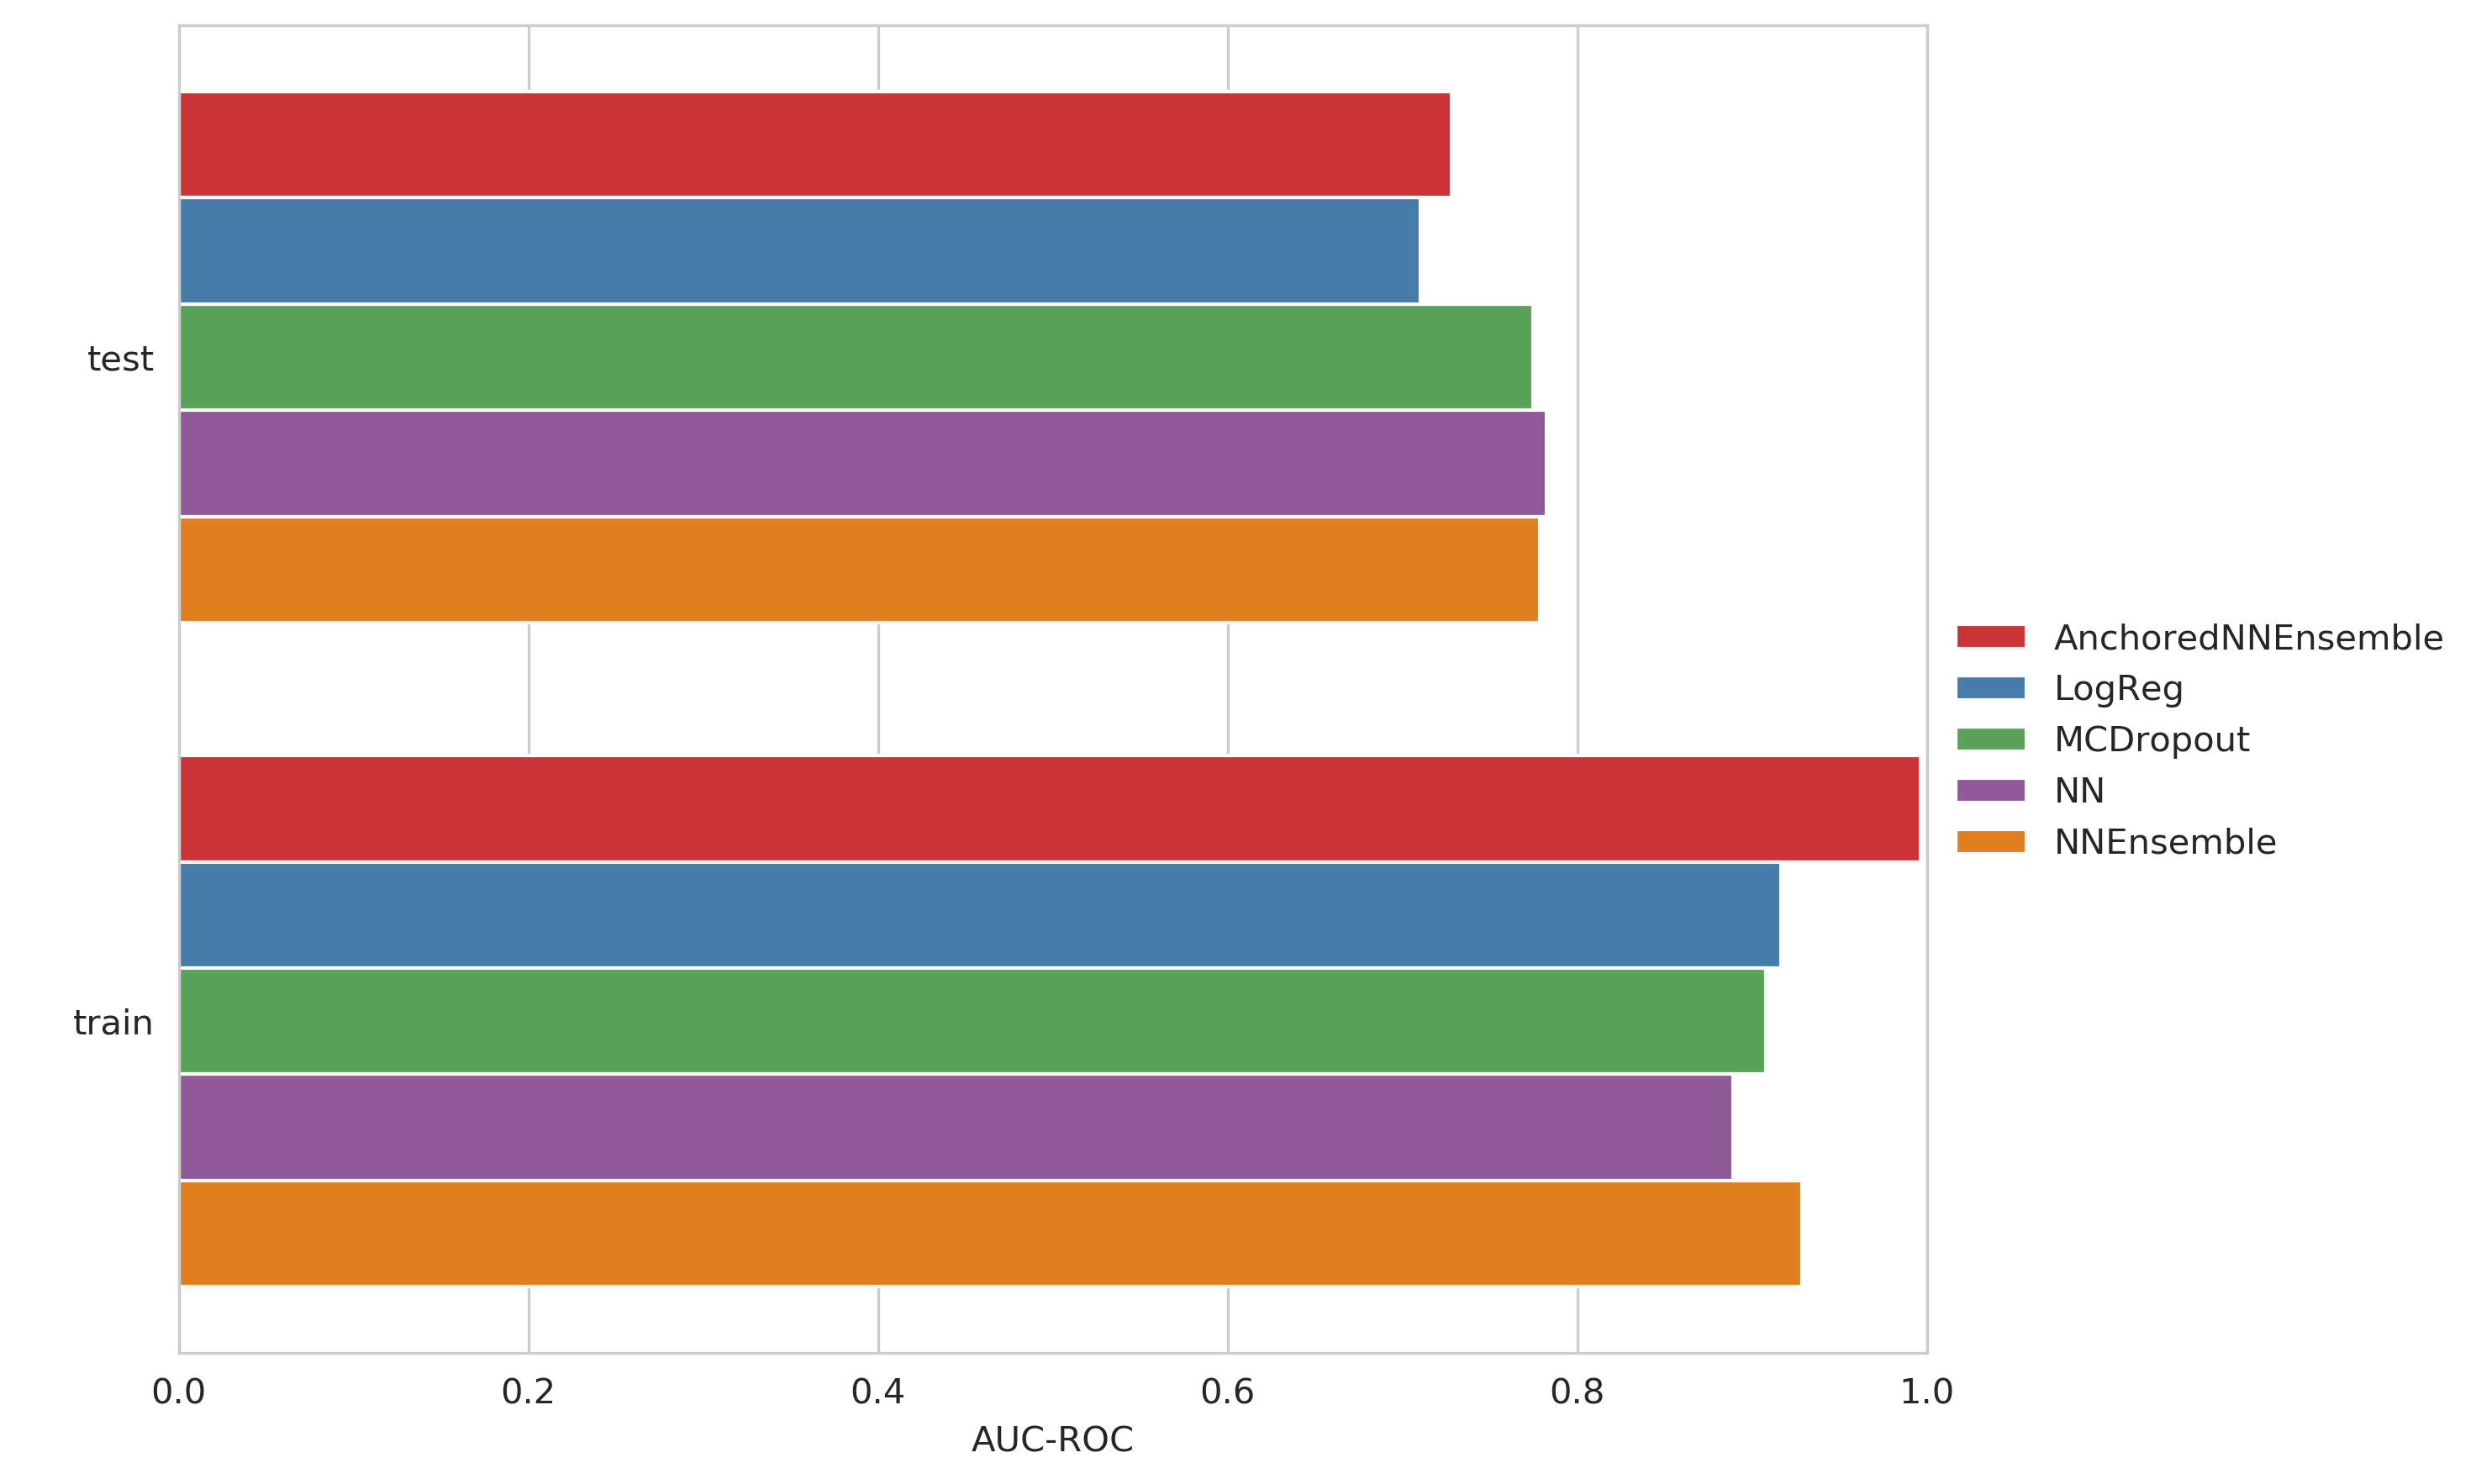 test
train
0.0 0.2 0.4 0.6 0.8 1.0
AUC-ROC
AnchoredNNEnsemble
LogReg
MCDropout
NN
NNEnsemble